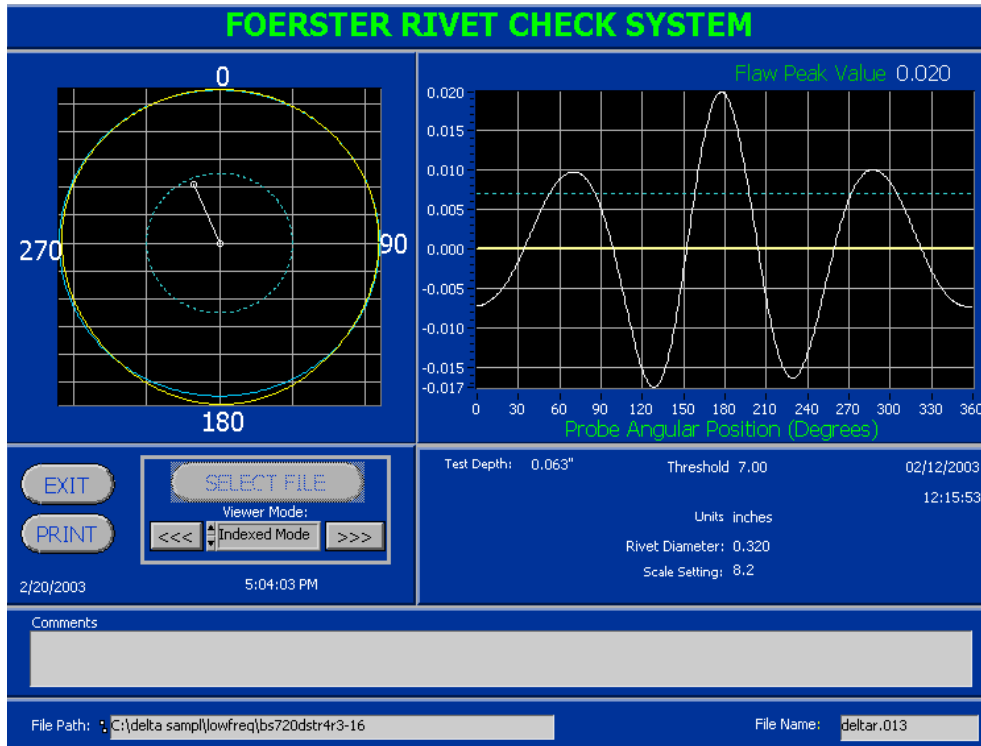 FOERSTER RIVET CHECK SYSTEM
0
90
180
270
Flaw Peak Value 0.020
0.020
0.015
0.010
0.005
0.000
-0.005
-0.010
-0.015
-0.017
0 30 60 90 120 150 180 210 240 270 300 330 360
Probe Angular Position (Degrees)
EXIT
PRINT
SELECT FILE
Viewer Mode:
<<< Indexed Mode >>>
2/20/2003 5:04:03 PM
Test Depth: 0.063" Threshold 7.00 02/12/2003
12:15:53
Units inches
Rivet Diameter: 0.320
Scale Setting: 8.2
Comments
File Path: C:\delta sampl\lowfreq\bs720dstr4r3-16
File Name: deltar.013